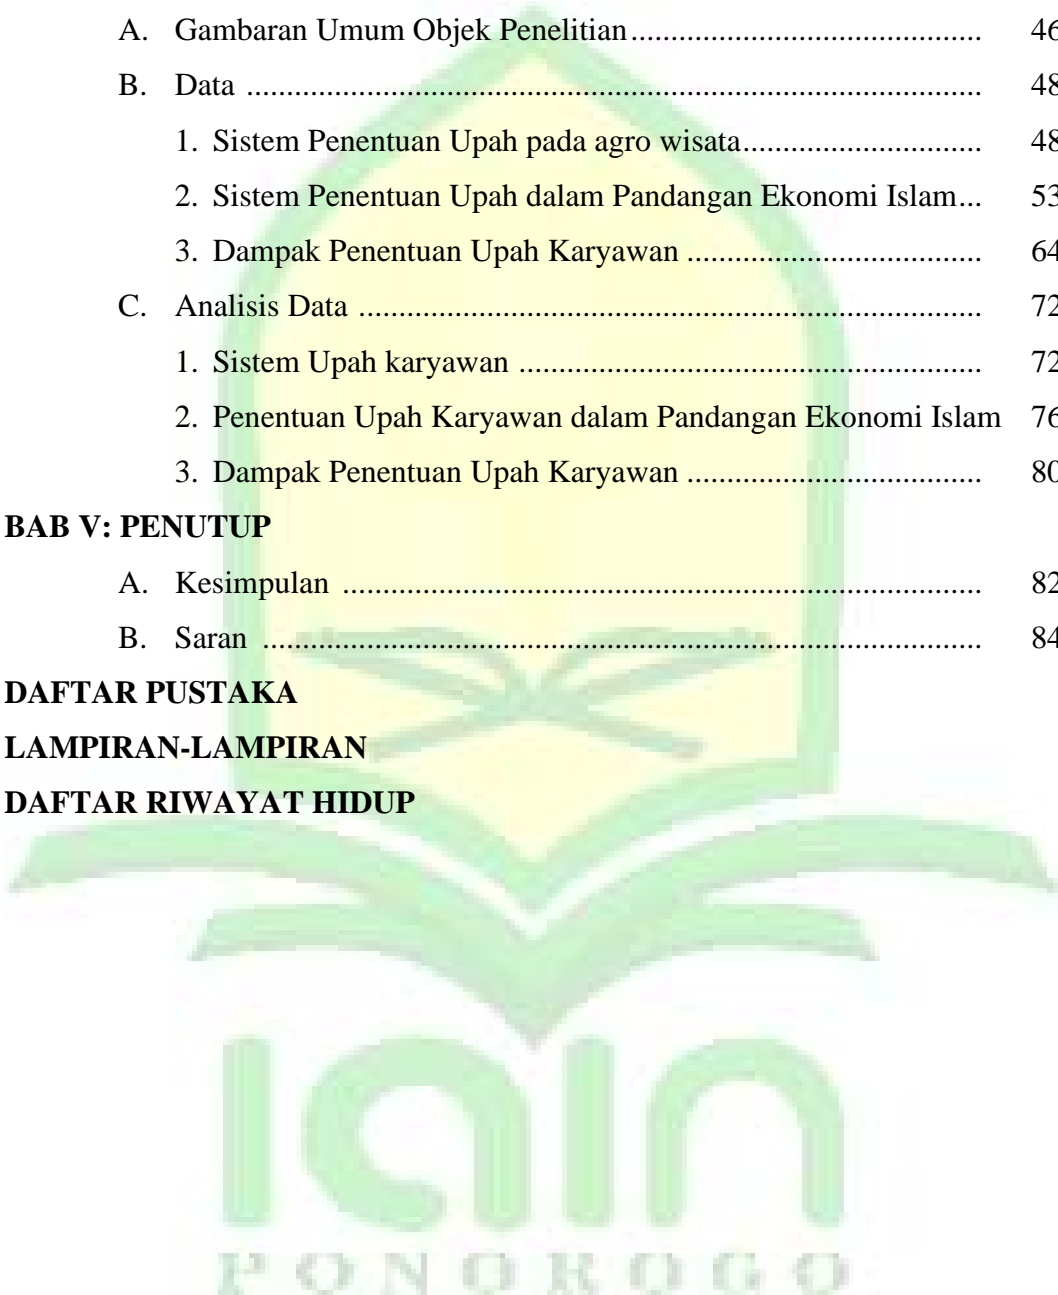 A. Gambaran Umum Objek Penelitian............................................ 46
B. Data ............................................................................................ 48
1. Sistem Penentuan Upah pada agro wisata.............................. 48
2. Sistem Penentuan Upah dalam Pandangan Ekonomi Islam... 53
3. Dampak Penentuan Upah Karyawan ..................................... 64
C. Analisis Data .............................................................................. 72
1. Sistem Upah karyawan .......................................................... 72
2. Penentuan Upah Karyawan dalam Pandangan Ekonomi Islam 76
3. Dampak Penentuan Upah Karyawan ..................................... 80
BAB V: PENUTUP
A. Kesimpulan ................................................................................ 82
B. Saran .......................................................................................... 84
DAFTAR PUSTAKA
LAMPIRAN-LAMPIRAN
DAFTAR RIWAYAT HIDUP
iain
PONOROGO